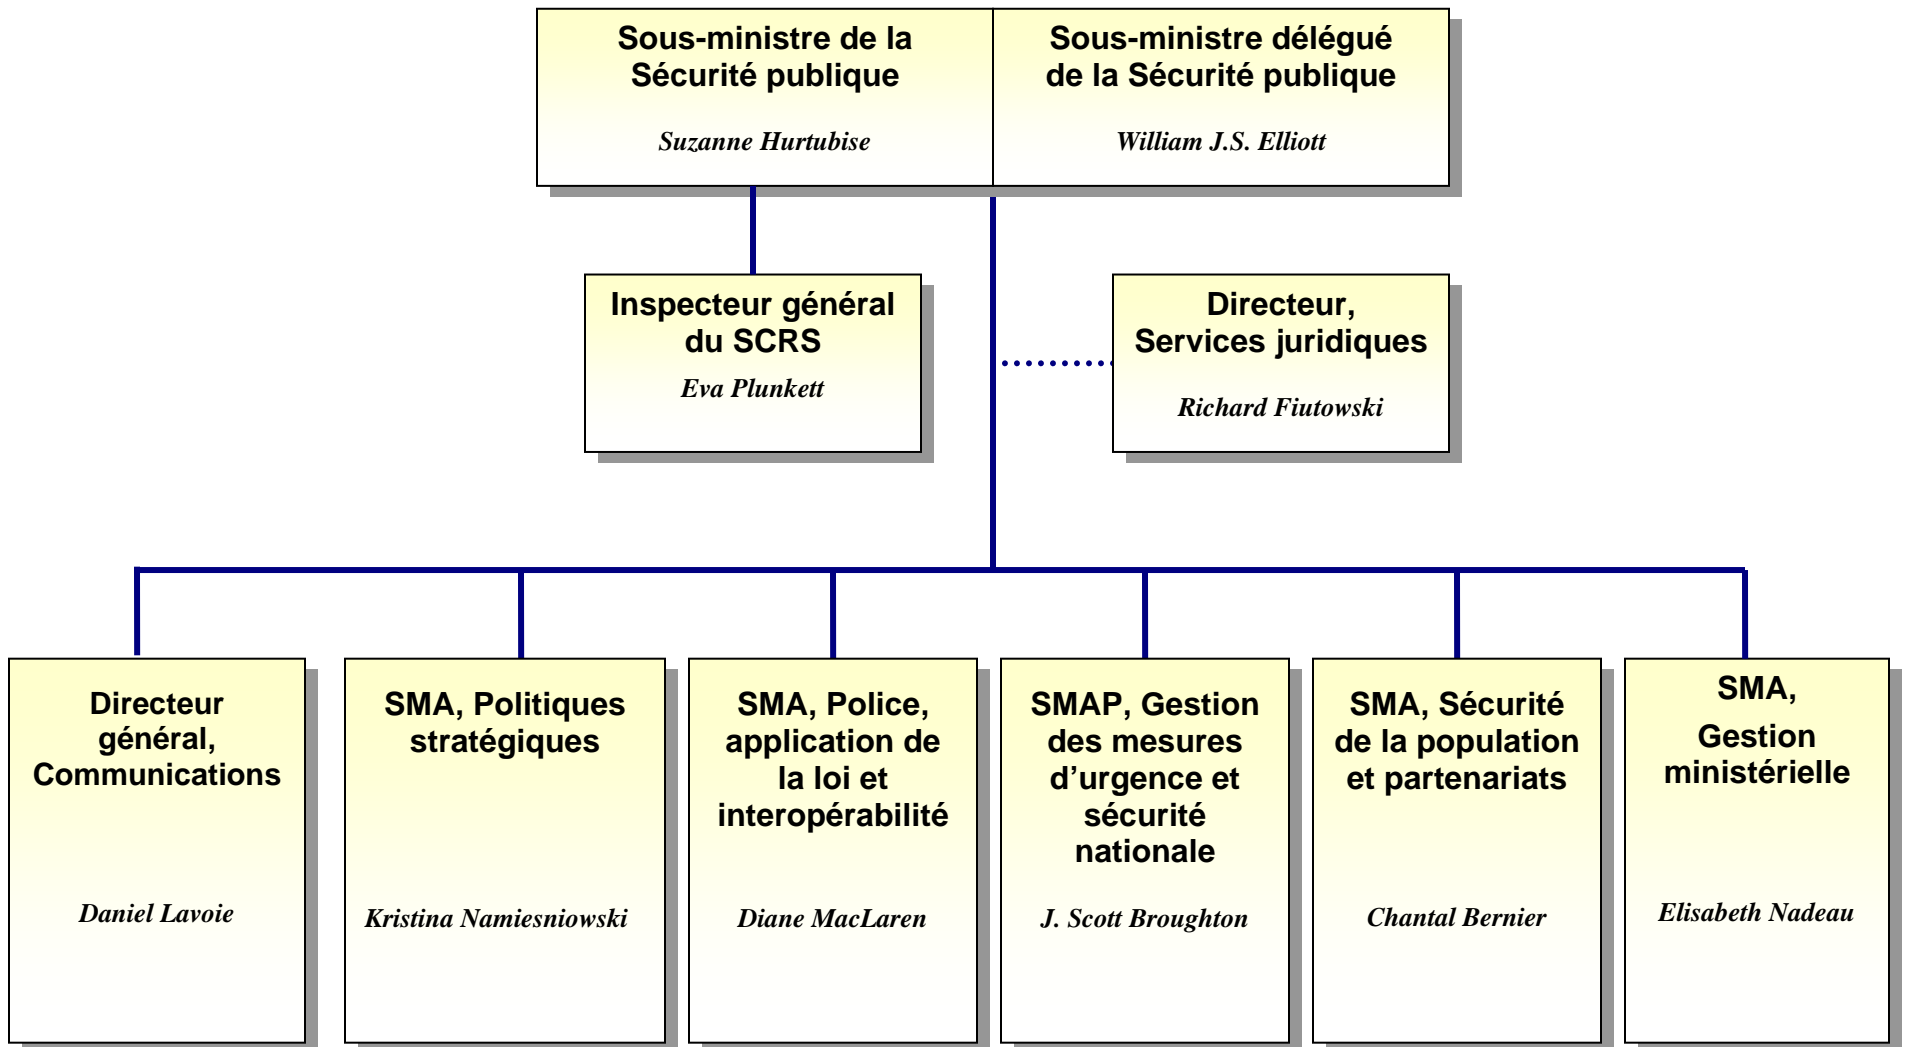 Sous-ministre de la
Sécurité publique
Suzanne Hurtubise
Sous-ministre délégué
de la Sécurité publique
William J.S. Elliott
Inspecteur général
du SCRS
Eva Plunkett
Directeur,
Services juridiques
Richard Fiutowski
Directeur
général,
Communications
Daniel Lavoie
SMA, Politiques
stratégiques
Kristina Namiesniowski
SMA, Police,
application de
la loi et
interopérabilité
Diane MacLaren
SMAP, Gestion
des mesures
d’urgence et
sécurité
nationale
J. Scott Broughton
SMA, Sécurité
de la population
et partenariats
Chantal Bernier
SMA,
Gestion
ministérielle
Elisabeth Nadeau